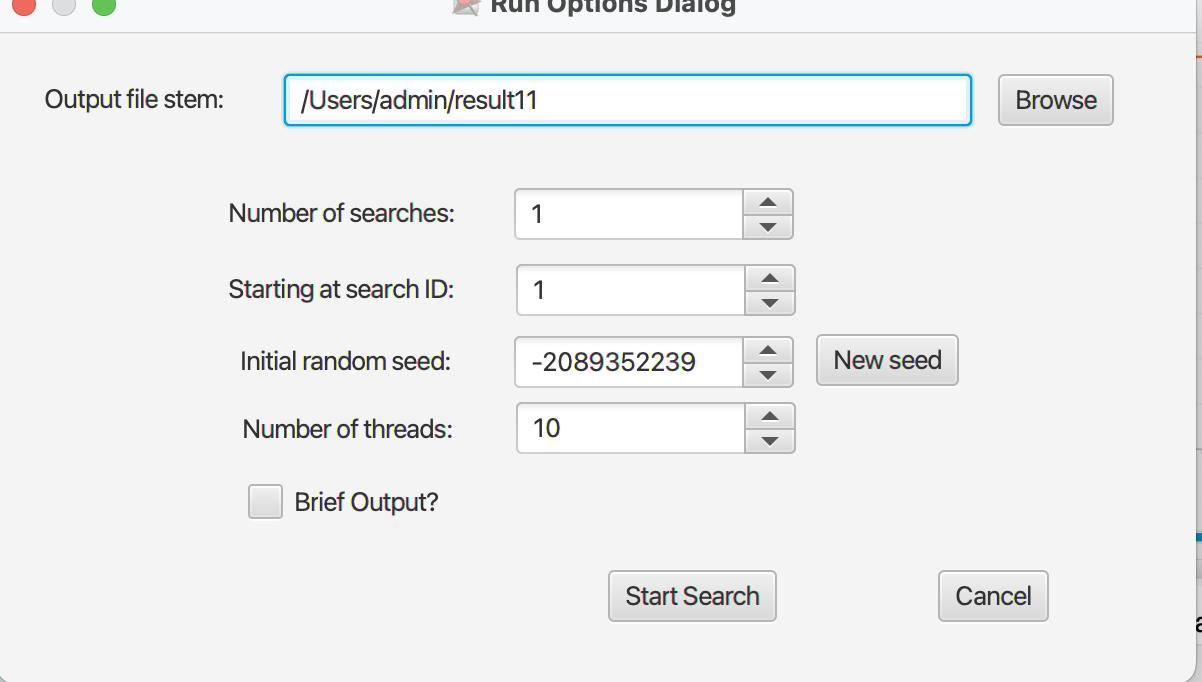 Run Options Dialog
Output file stem: /Users/admin/result11 Browse
Number of searches: 1
Starting at search ID: 1
Initial random seed: -2089352239 New seed
Number of threads: 10
Brief Output?
Start Search Cancel